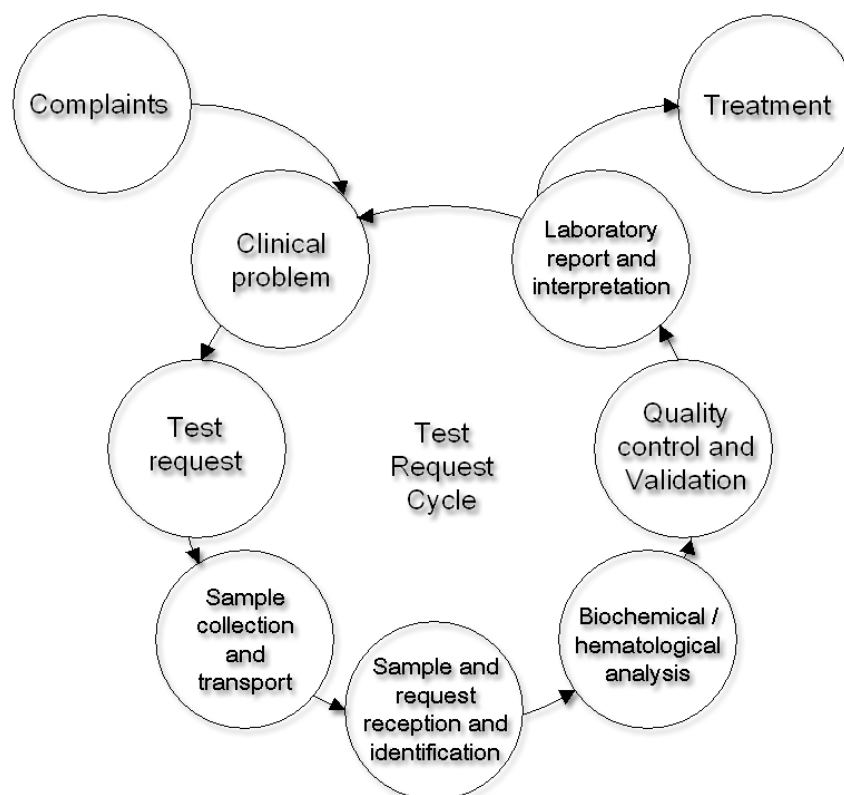 Complaints
Treatment
Clinical
problem
Laboratory
report and
interpretation
Test
request
Test
Request
Cycle
Quality
control and
Validation
Sample
collection
and
transport
Sample and
request
reception and
identification
Biochemical /
hematological
analysis